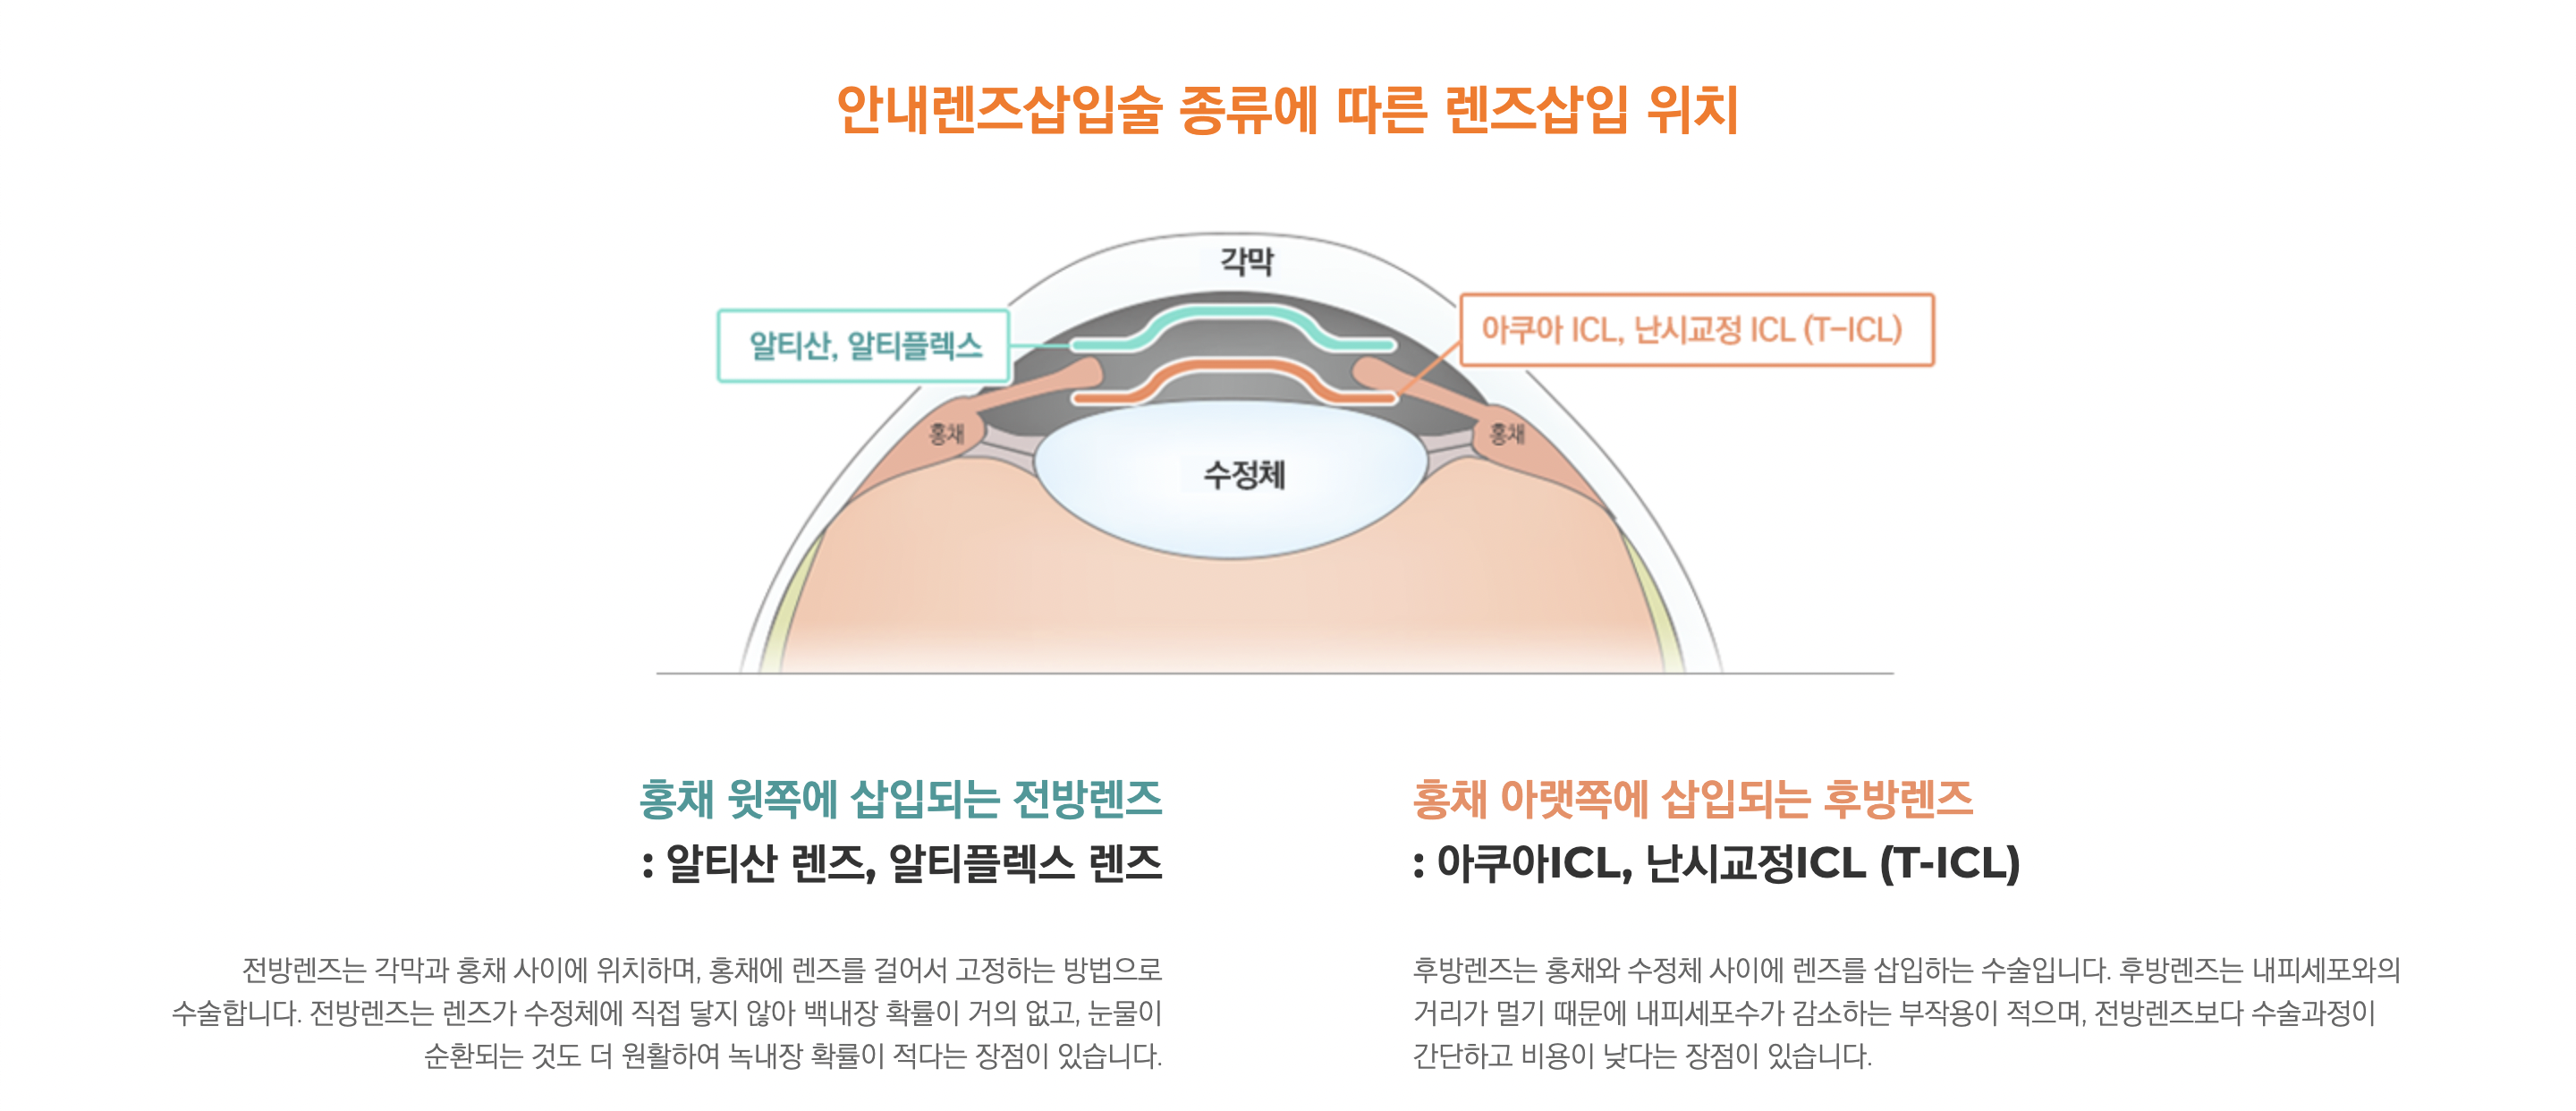 안내렌즈삽입술 종류에 따른 렌즈삽입 위치
각막
알티산, 알티플렉스
아쿠아 ICL, 난시교정 ICL (T-ICL)
홍채
홍채
수정체
홍채 윗쪽에 삽입되는 전방렌즈
: 알티산 렌즈, 알티플렉스 렌즈
전방렌즈는 각막과 홍채 사이에 위치하며, 홍채에 렌즈를 걸어서 고정하는 방법으로
수술합니다. 전방렌즈는 렌즈가 수정체에 직접 닿지 않아 백내장 확률이 거의 없고, 눈물이
순환되는 것도 더 원활하여 녹내장 확률이 적다는 장점이 있습니다.
홍채 아랫쪽에 삽입되는 후방렌즈
: 아쿠아ICL, 난시교정ICL (T-ICL)
후방렌즈는 홍채와 수정체 사이에 렌즈를 삽입하는 수술입니다. 후방렌즈는 내피세포와의
거리가 멀기 때문에 내피세포수가 감소하는 부작용이 적으며, 전방렌즈보다 수술과정이
간단하고 비용이 낮다는 장점이 있습니다.